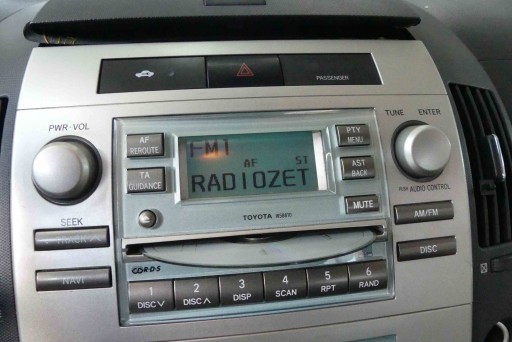 PASSENGER
PWR·VOL
TUNE ENTER
AF REROUTE
FM1
AF ST
RADIOZET
PTY MENU
TA GUIDANCE
AST BACK
MUTE
PUSH AUDIO CONTROL
SEEK
TRACK
TOYOTA
AM/FM
DISC
NAVI
RDS
1 DISC∨
2 DISC∧
3 DISP
4 SCAN
5 RPT
6 RAND